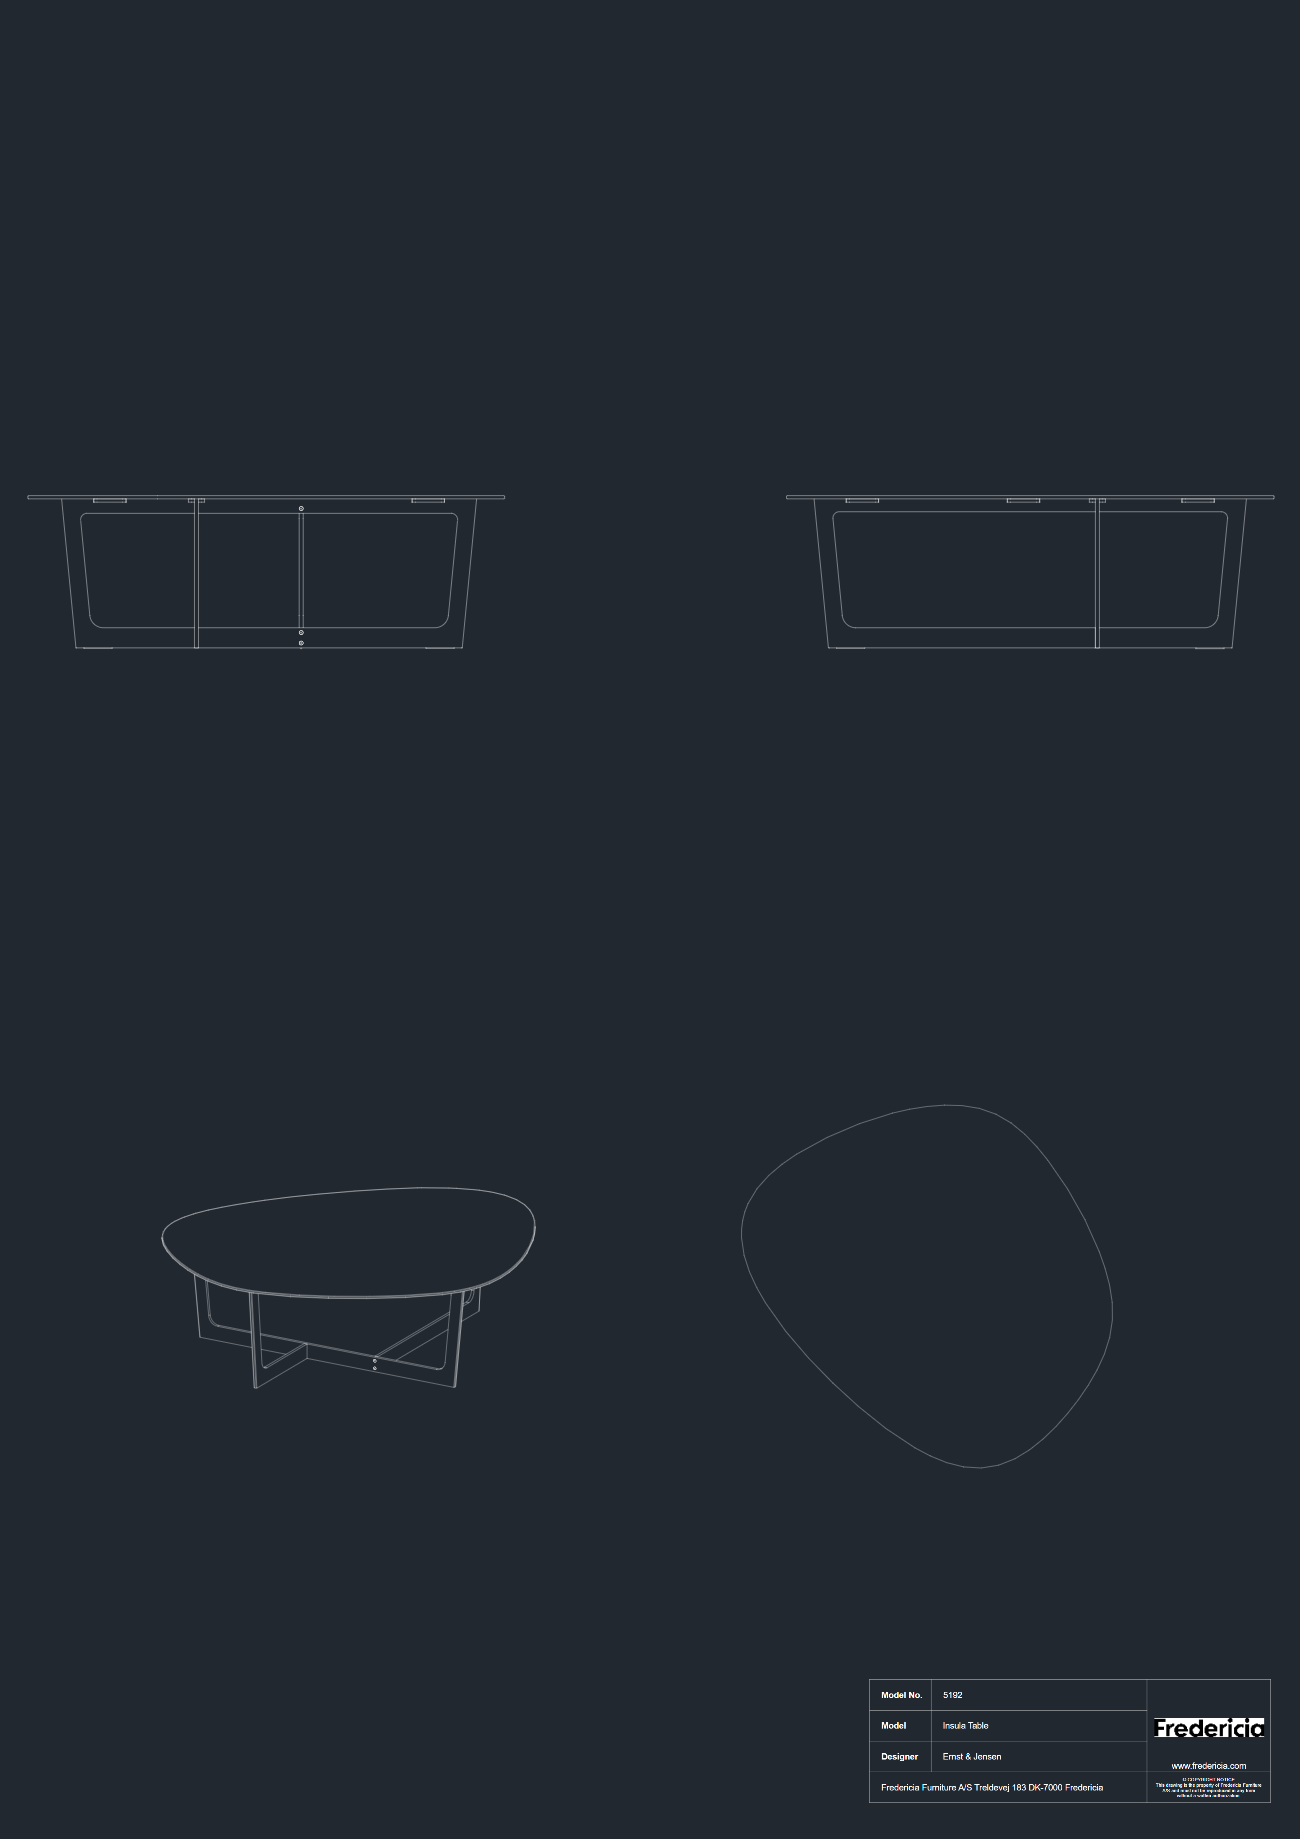 Model No. 5192
Model Insula Table
Designer Ernst & Jensen
Fredericia Furniture A/S Treldevej 183 DK-7000 Fredericia
Fredericia
www.fredericia.com
© COPYRIGHT NOTICE
This drawing is the property of Fredericia Furniture
A/S and must not be reproduced in any form
without a written authorization